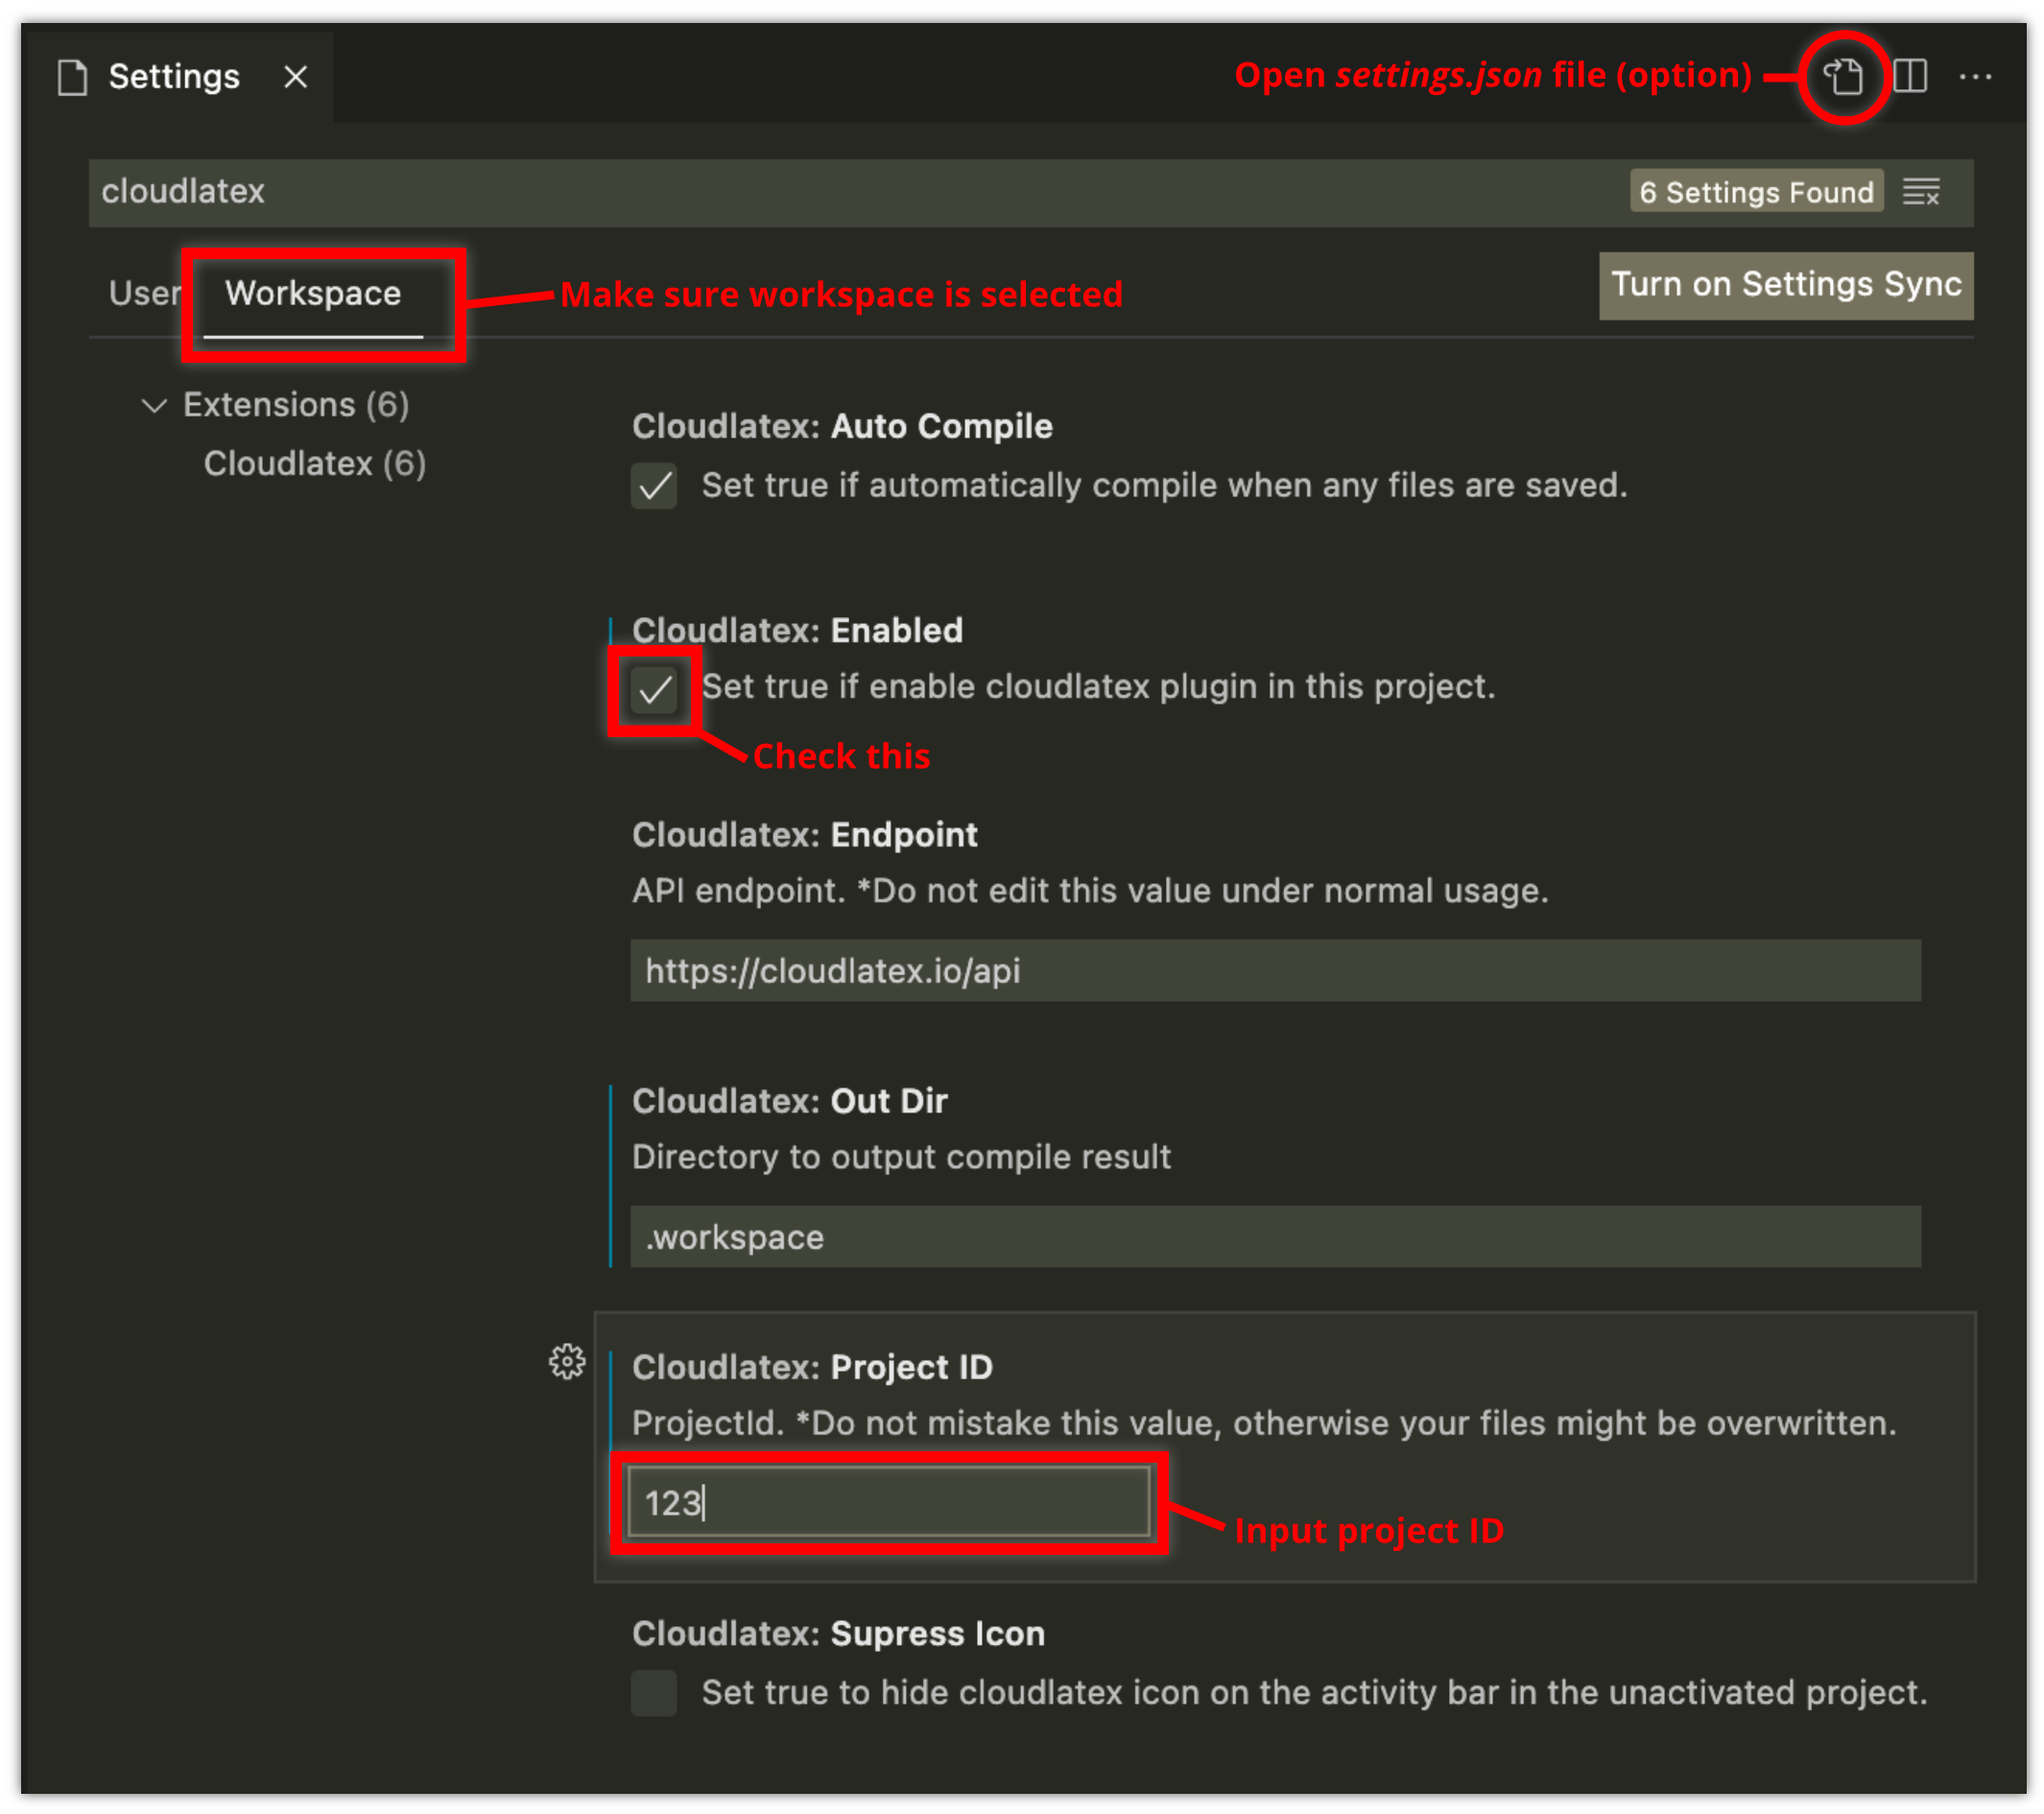 Settings
Open settings.json file (option)
cloudlatex
6 Settings Found
User
Workspace
Make sure workspace is selected
Turn on Settings Sync
Extensions (6)
Cloudlatex (6)
Cloudlatex: Auto Compile
Set true if automatically compile when any files are saved.
Cloudlatex: Enabled
Set true if enable cloudlatex plugin in this project.
Check this
Cloudlatex: Endpoint
API endpoint. *Do not edit this value under normal usage.
https://cloudlatex.io/api
Cloudlatex: Out Dir
Directory to output compile result
.workspace
Cloudlatex: Project ID
ProjectId. *Do not mistake this value, otherwise your files might be overwritten.
123
Input project ID
Cloudlatex: Supress Icon
Set true to hide cloudlatex icon on the activity bar in the unactivated project.